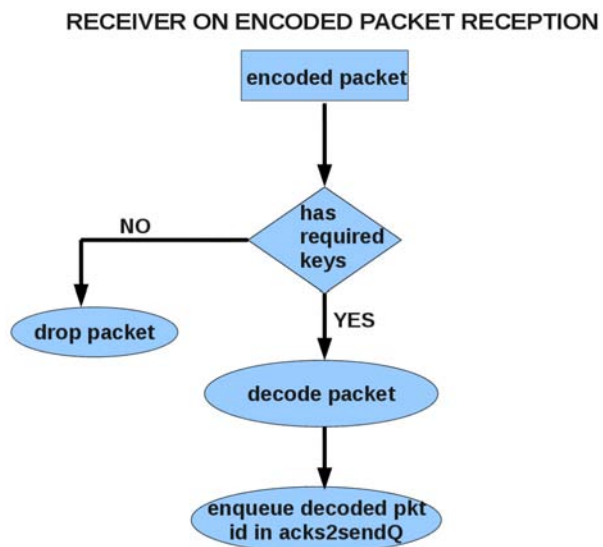 RECEIVER ON ENCODED PACKET RECEPTION
encoded packet
has
required
keys
NO
YES
drop packet
decode packet
enqueue decoded pkt
id in acks2sendQ